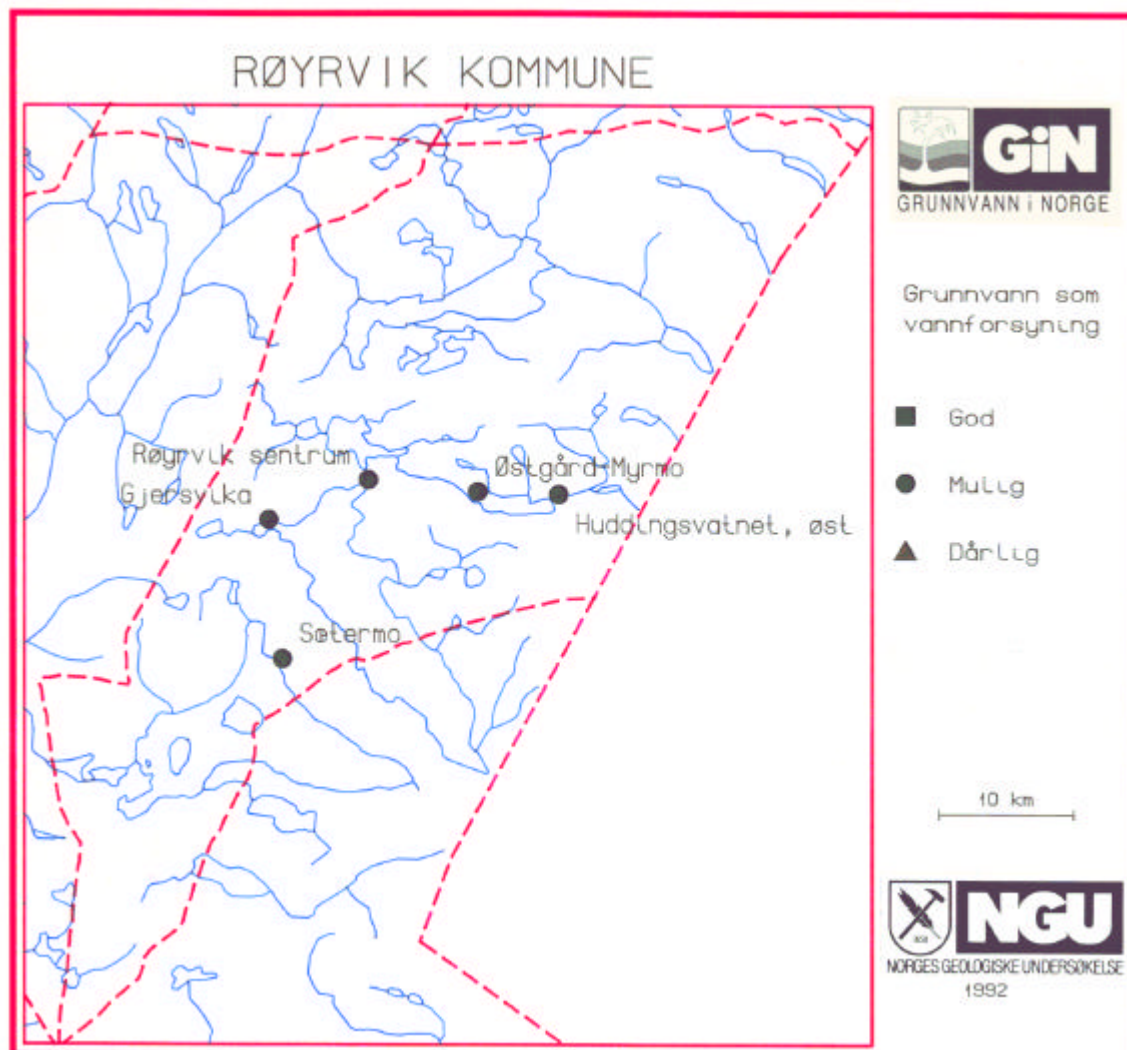 RØYRVIK KOMMUNE
GiN
GRUNNVANN i NORGE
Grunnvann som
vannforsyning
God
Mulig
Dårlig
Røyrvik sentrum
Østgård-Myrmo
Gjersvika
Huddingsvatnet, øst
Sætermo
10 km
NGU
NGU
NORGES GEOLOGISKE UNDERSØKELSE
1992